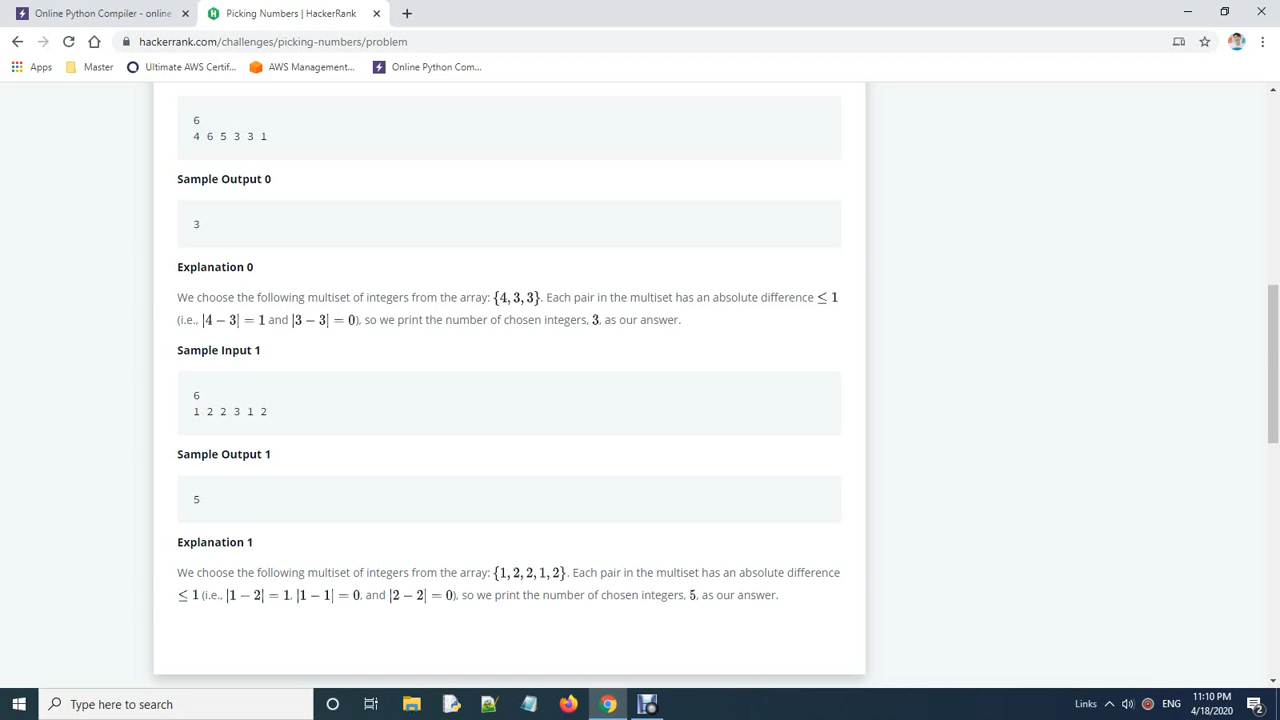 Online Python Compiler - online
Picking Numbers | HackerRank
hackerrank.com/challenges/picking-numbers/problem
Apps Master Ultimate AWS Certif... AWS Management... Online Python Com...
6
4 6 5 3 3 1
Sample Output 0
3
Explanation 0
We choose the following multiset of integers from the array: {4, 3, 3}. Each pair in the multiset has an absolute difference ≤ 1
(i.e., |4 − 3| = 1 and |3 − 3| = 0), so we print the number of chosen integers, 3, as our answer.
Sample Input 1
6
1 2 2 3 1 2
Sample Output 1
5
Explanation 1
We choose the following multiset of integers from the array: {1, 2, 2, 1, 2}. Each pair in the multiset has an absolute difference
≤ 1 (i.e., |1 − 2| = 1, |1 − 1| = 0, and |2 − 2| = 0), so we print the number of chosen integers, 5, as our answer.
Type here to search
Links
ENG
11:10 PM
4/18/2020
2